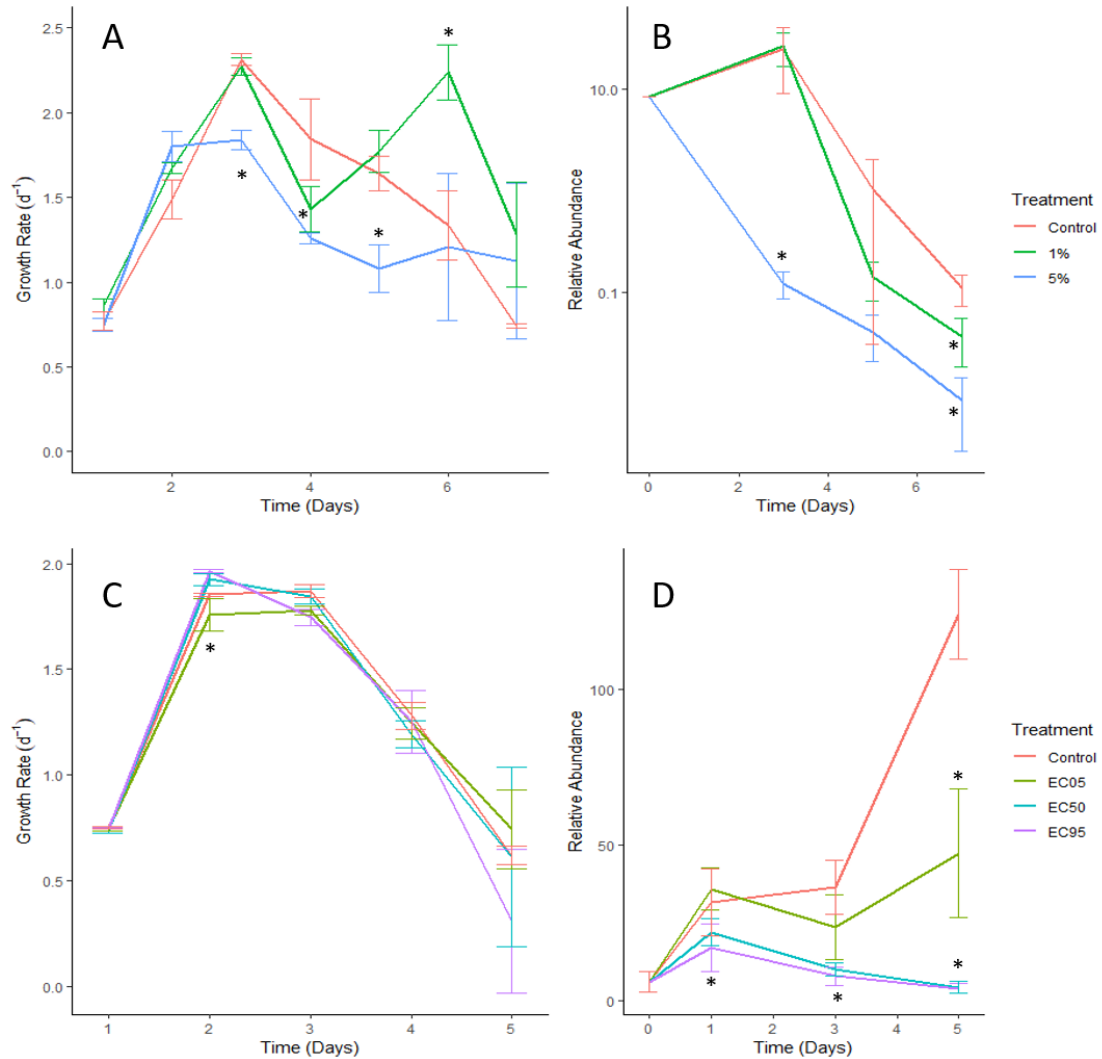 A
2.5
2.0
1.5
1.0
0.5
0.0
Growth Rate (d⁻¹)
* * * *
2 4 6
Time (Days)
B
10.0
0.1
Relative Abundance
* * *
0 2 4 6
Time (Days)
Treatment
Control
1%
5%
C
2.0
1.5
1.0
0.5
0.0
Growth Rate (d⁻¹)
*
1 2 3 4 5
Time (Days)
D
100
50
0
Relative Abundance
* * * *
0 1 2 3 4 5
Time (Days)
Treatment
Control
EC05
EC50
EC95